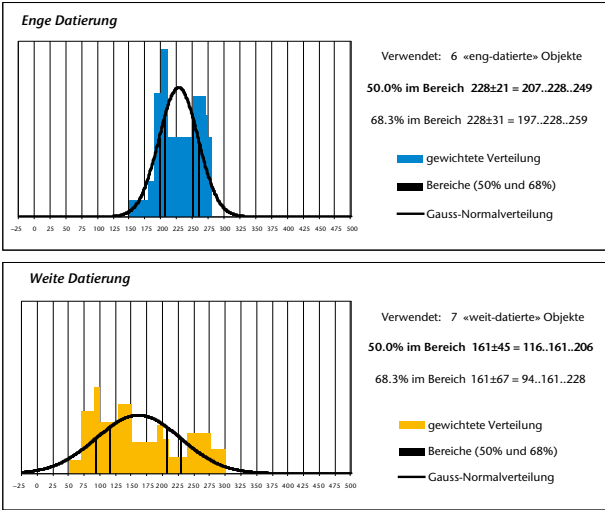 Enge Datierung
Verwendet: 6 «eng-datierte» Objekte
50.0% im Bereich 228±21 = 207..228..249
68.3% im Bereich 228±31 = 197..228..259
gewichtete Verteilung
Bereiche (50% und 68%)
Gauss-Normalverteilung
−25 0 25 50 75 100 125 150 175 200 225 250 275 300 325 350 375 400 425 450 475 500
Weite Datierung
Verwendet: 7 «weit-datierte» Objekte
50.0% im Bereich 161±45 = 116..161..206
68.3% im Bereich 161±67 = 94..161..228
gewichtete Verteilung
Bereiche (50% und 68%)
Gauss-Normalverteilung
−25 0 25 50 75 100 125 150 175 200 225 250 275 300 325 350 375 400 425 450 475 500